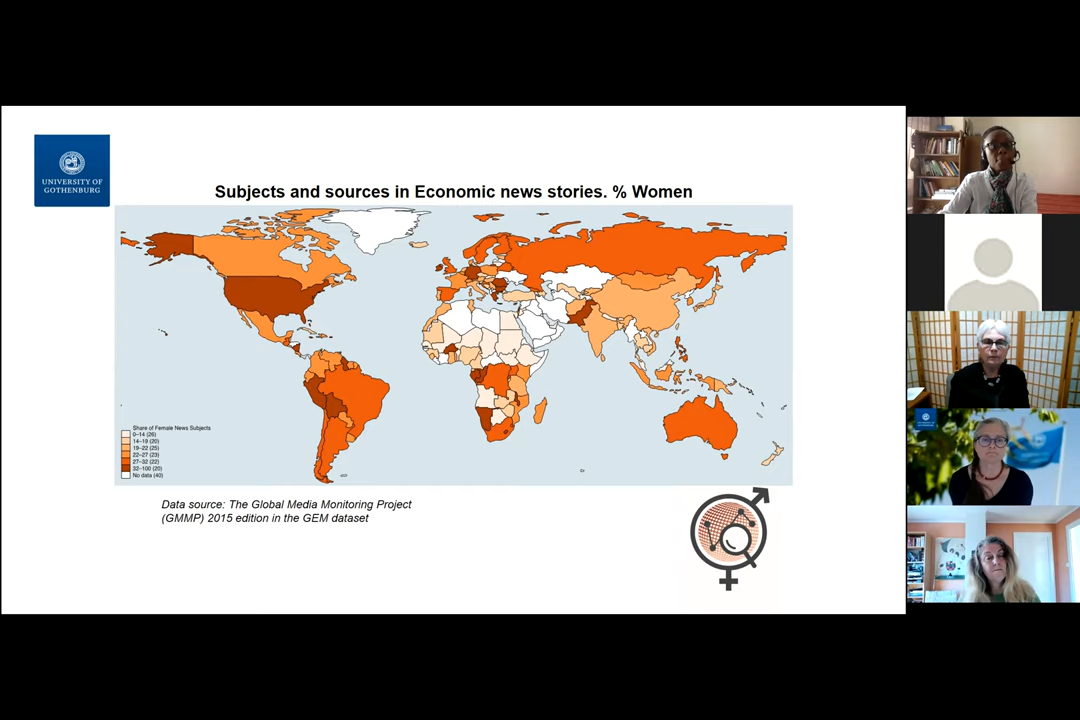 UNIVERSITY OF
GOTHENBURG
Subjects and sources in Economic news stories. % Women
Share of Female News Subjects
0–14 (26)
14–19 (20)
19–22 (25)
22–27 (23)
27–32 (22)
32–100 (20)
No data (40)
Data source: The Global Media Monitoring Project
(GMMP) 2015 edition in the GEM dataset